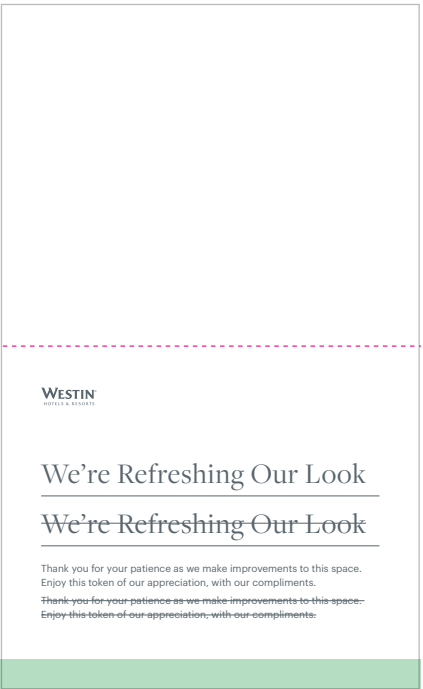 WESTIN
HOTELS & RESORTS
We're Refreshing Our Look
We're Refreshing Our Look
Thank you for your patience as we make improvements to this space.
Enjoy this token of our appreciation, with our compliments.
Thank you for your patience as we make improvements to this space.
Enjoy this token of our appreciation, with our compliments.